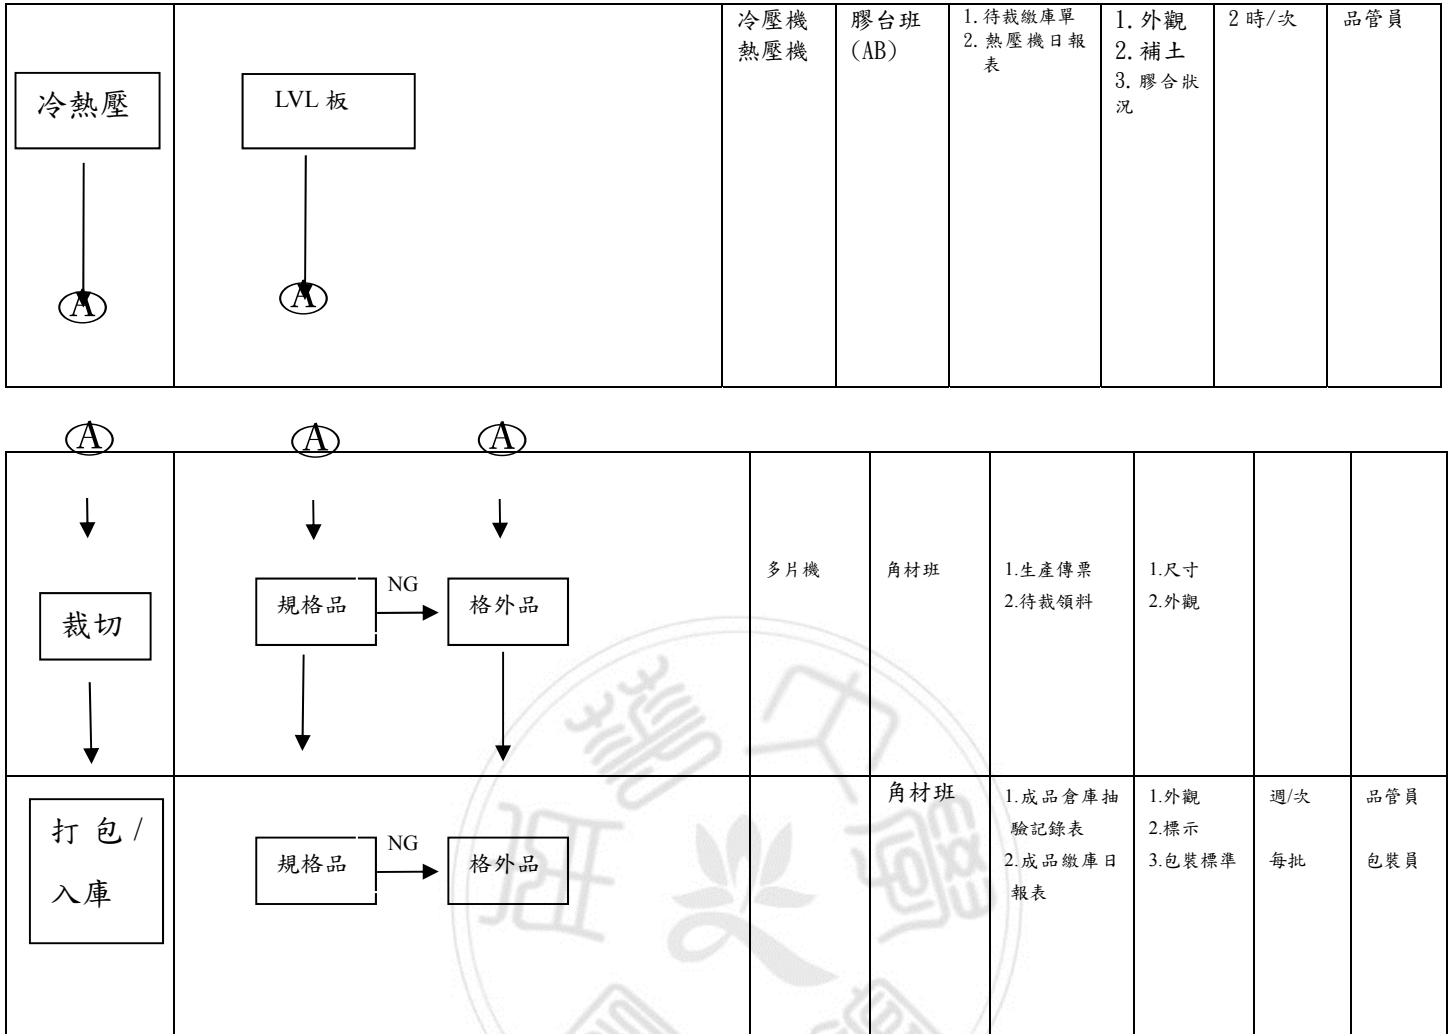 冷熱壓
LVL 板
冷壓機
熱壓機
膠台班
(AB)
1.待裁繳庫單
2.熱壓機日報
表
1.外觀
2.補土
3.膠合狀
況
2時/次
品管員
A
A
A
A
A
裁切
規格品
NG
格外品
多片機
角材班
1.生產傳票
2.待裁領料
1.尺寸
2.外觀
打包/
入庫
規格品
NG
格外品
角材班
1.成品倉庫抽
驗記錄表
2.成品繳庫日
報表
1.外觀
2.標示
3.包裝標準
週/次
每批
品管員
包裝員